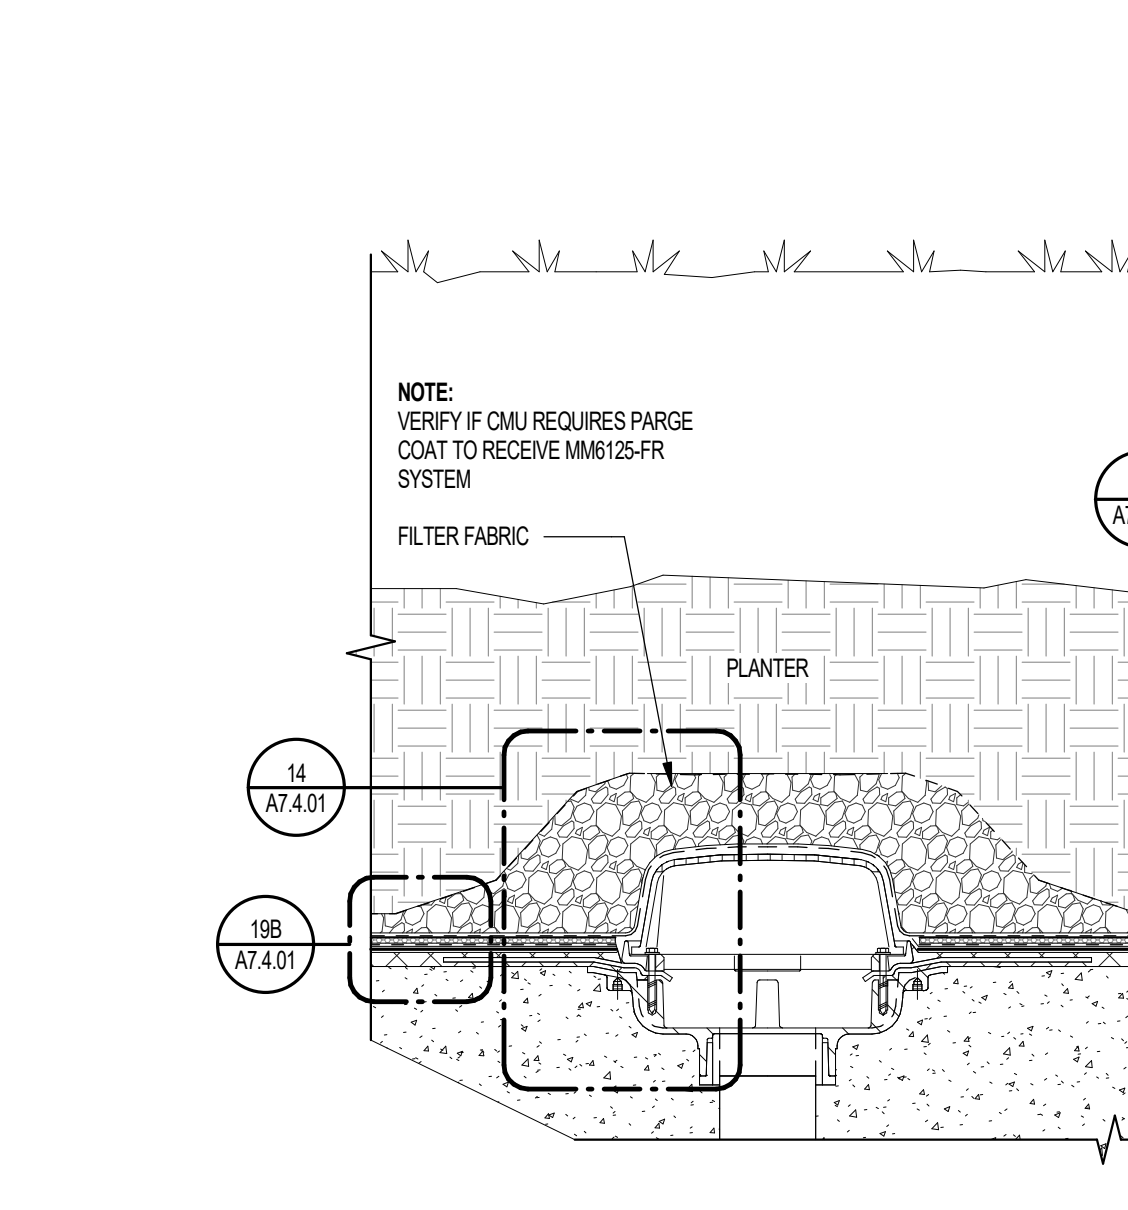 NOTE:
VERIFY IF CMU REQUIRES PARGE
COAT TO RECEIVE MM6125-FR
SYSTEM
A7
FILTER FABRIC
PLANTER
14
A7.4.01
19B
A7.4.01